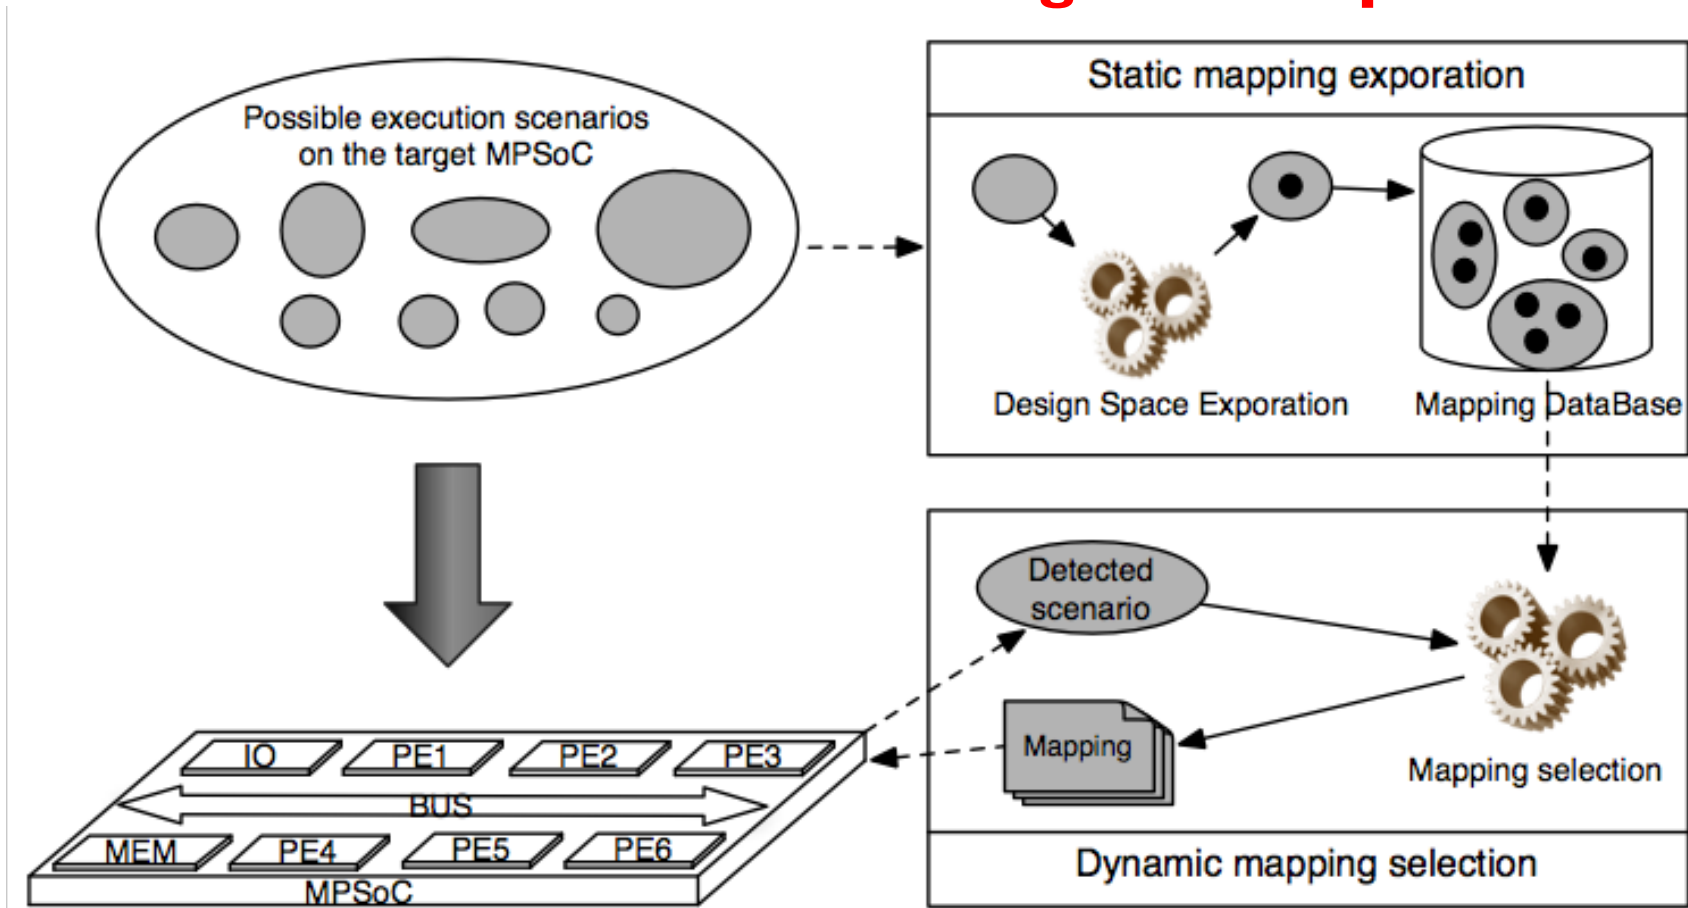 Possible execution scenarios
on the target MPSoC
Static mapping exporation
Design Space Exporation
Mapping DataBase
Detected
scenario
Mapping
Mapping selection
Dynamic mapping selection
IO
PE1
PE2
PE3
BUS
MEM
PE4
PE5
PE6
MPSoC